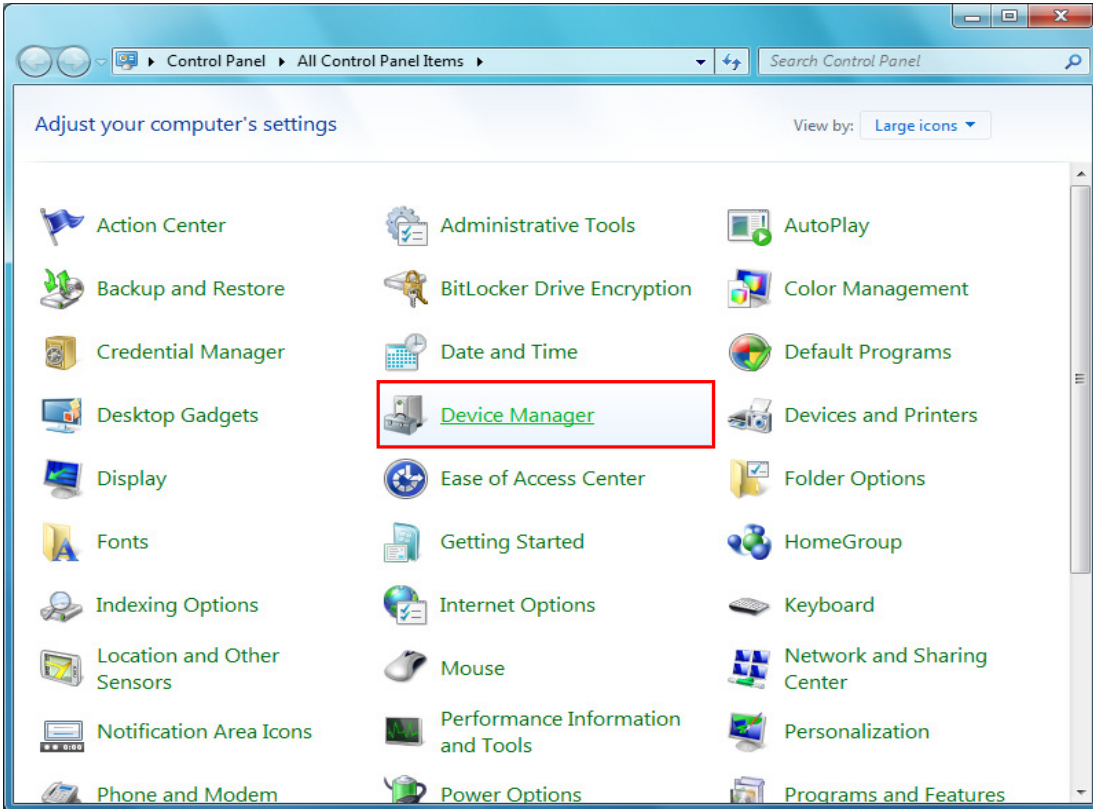 Control Panel All Control Panel Items Search Control Panel
Adjust your computer's settings View by: Large icons
Action Center Administrative Tools AutoPlay
Backup and Restore BitLocker Drive Encryption Color Management
Credential Manager Date and Time Default Programs
Desktop Gadgets Device Manager Devices and Printers
Display Ease of Access Center Folder Options
Fonts Getting Started HomeGroup
Indexing Options Internet Options Keyboard
Location and Other
Sensors
Mouse
Network and Sharing
Center
Notification Area Icons
Performance Information
and Tools
Personalization
Phone and Modem Power Options Programs and Features